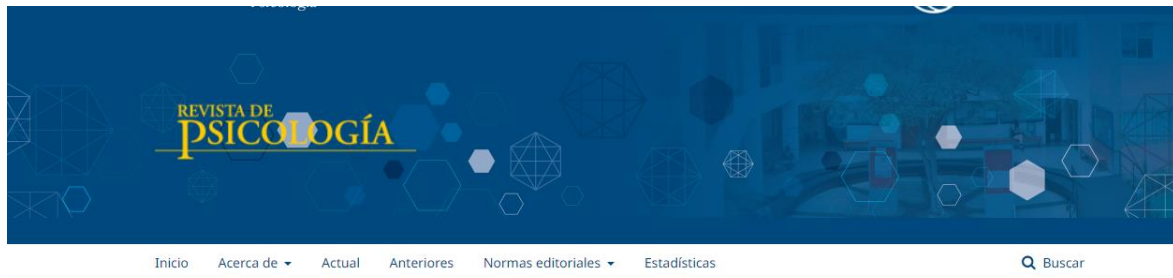 REVISTA DE
PSICOLOGÍA
Inicio Acerca de Actual Anteriores Normas editoriales Estadísticas Buscar